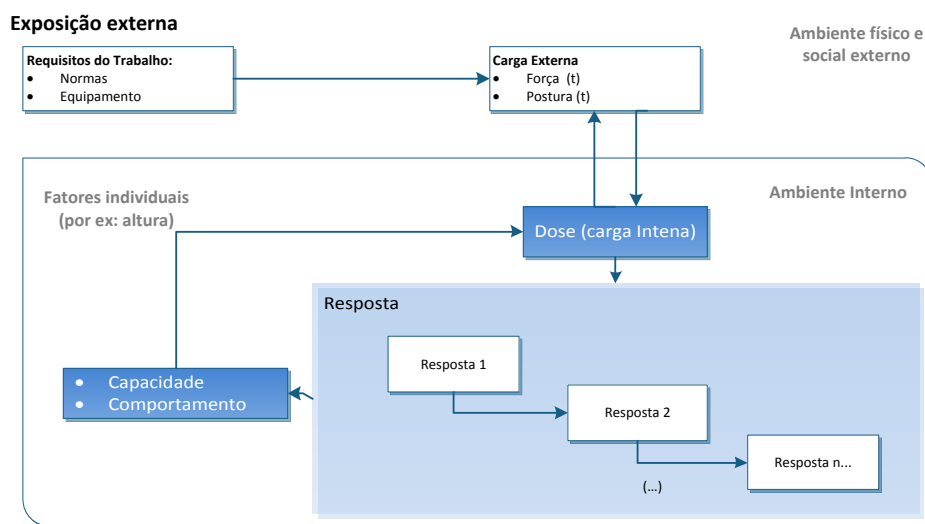 Exposição externa
Ambiente físico e
social externo
Requisitos do Trabalho:
• Normas
• Equipamento
Carga Externa
• Força (t)
• Postura (t)
Fatores individuais
(por ex: altura)
Ambiente Interno
Dose (carga Intena)
Resposta
Resposta 1
• Capacidade
• Comportamento
Resposta 2
Resposta n...
(...)